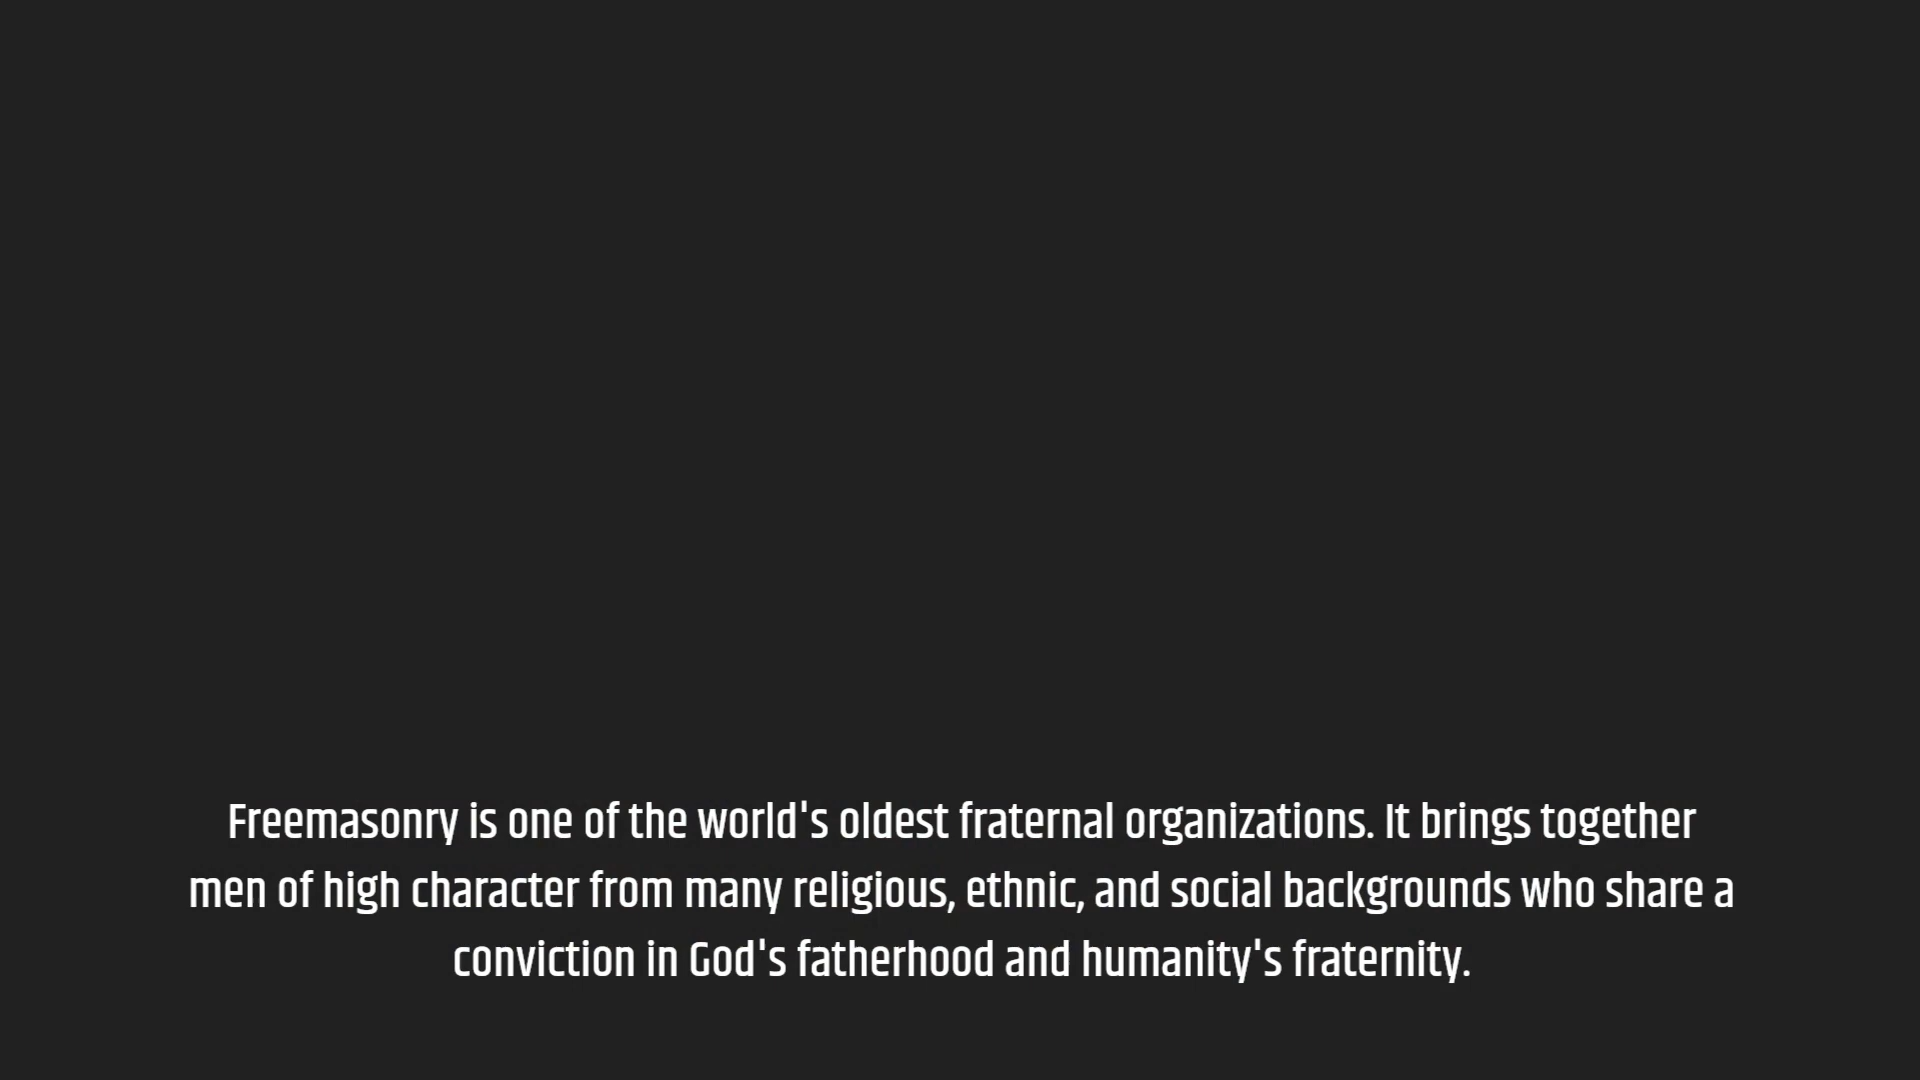 Freemasonry is one of the world's oldest fraternal organizations. It brings together
men of high character from many religious, ethnic, and social backgrounds who share a
conviction in God's fatherhood and humanity's fraternity.